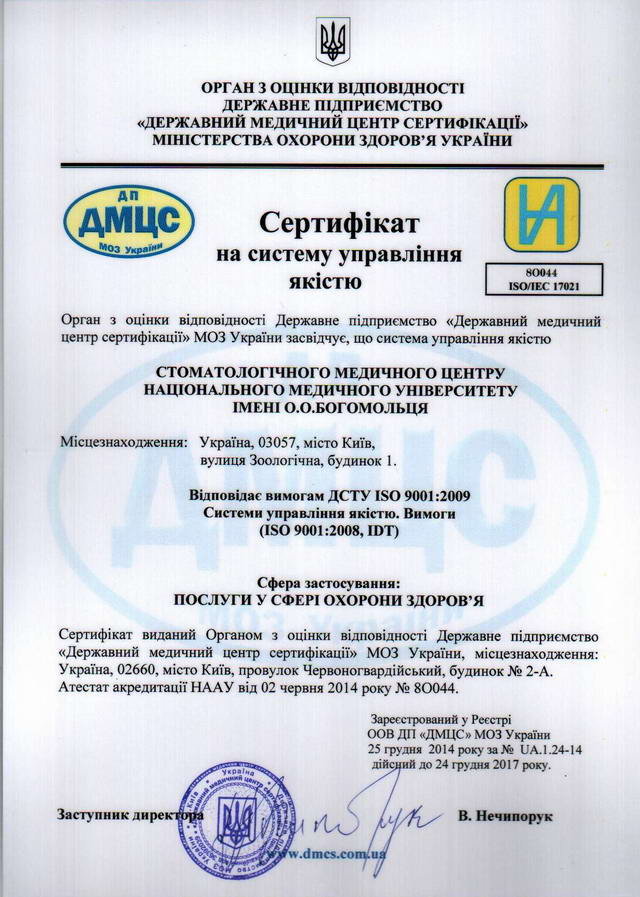 ОРГАН З ОЦІНКИ ВІДПОВІДНОСТІ
ДЕРЖАВНЕ ПІДПРИЄМСТВО
«ДЕРЖАВНИЙ МЕДИЧНИЙ ЦЕНТР СЕРТИФІКАЦІЇ»
МІНІСТЕРСТВА ОХОРОНИ ЗДОРОВ’Я УКРАЇНИ
ДП
ДМЦС
МОЗ України
Сертифікат
на систему управління
якістю
8О044
ISO/IEC 17021
Орган з оцінки відповідності Державне підприємство «Державний медичний
центр сертифікації» МОЗ України засвідчує, що система управління якістю
СТОМАТОЛОГІЧНОГО МЕДИЧНОГО ЦЕНТРУ
НАЦІОНАЛЬНОГО МЕДИЧНОГО УНІВЕРСИТЕТУ
ІМЕНІ О.О.БОГОМОЛЬЦЯ
Місцезнаходження: Україна, 03057, місто Київ,
вулиця Зоологічна, будинок 1.
Відповідає вимогам ДСТУ ISO 9001:2009
Системи управління якістю. Вимоги
(ISO 9001:2008, IDT)
Сфера застосування:
ПОСЛУГИ У СФЕРІ ОХОРОНИ ЗДОРОВ’Я
Сертифікат виданий Органом з оцінки відповідності Державне підприємство
«Державний медичний центр сертифікації» МОЗ України, місцезнаходження:
Україна, 02660, місто Київ, провулок Червоногвардійський, будинок № 2-А.
Атестат акредитації НААУ від 02 червня 2014 року № 8О044.
Зареєстрований у Реєстрі
ООВ ДП «ДМЦС» МОЗ України
25 грудня 2014 року за № UA.1.24-14
дійсний до 24 грудня 2017 року.
Заступник директора
В. Нечипорук
www.dmcs.com.ua